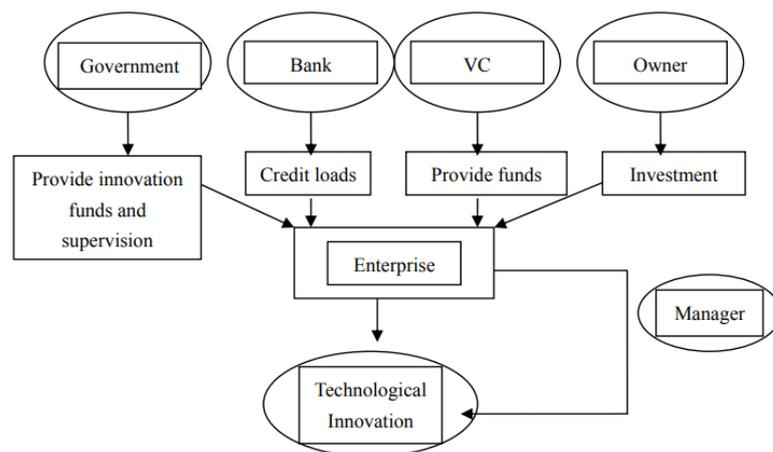 Government
Bank
VC
Owner
Provide innovation
funds and
supervision
Credit loads
Provide funds
Investment
Enterprise
Manager
Technological
Innovation